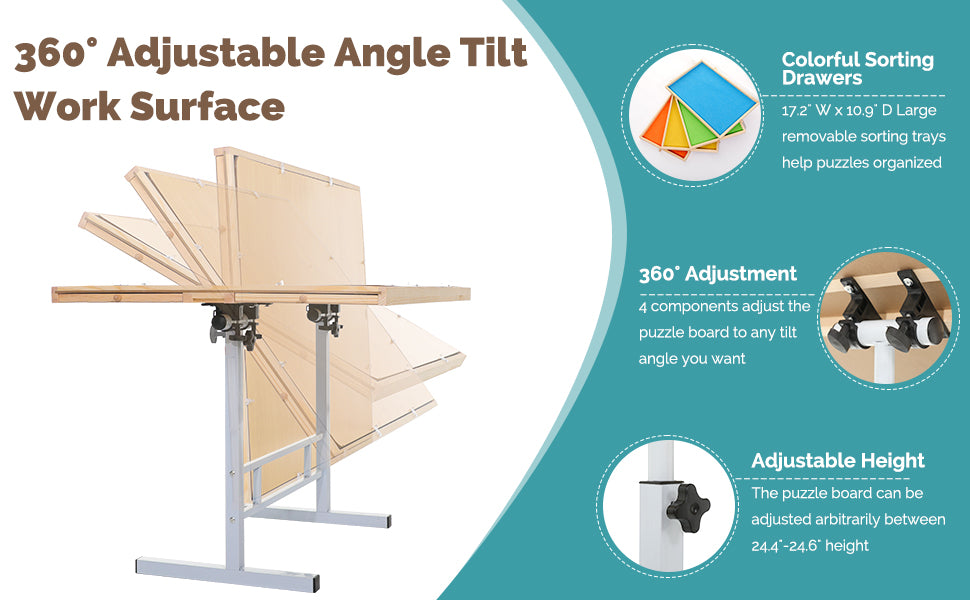 360° Adjustable Angle Tilt
Work Surface
Colorful Sorting
Drawers
17.2" W x 10.9" D Large
removable sorting trays
help puzzles organized
360° Adjustment
4 components adjust the
puzzle board to any tilt
angle you want
Adjustable Height
The puzzle board can be
adjusted arbitrarily between
24.4"-24.6" height